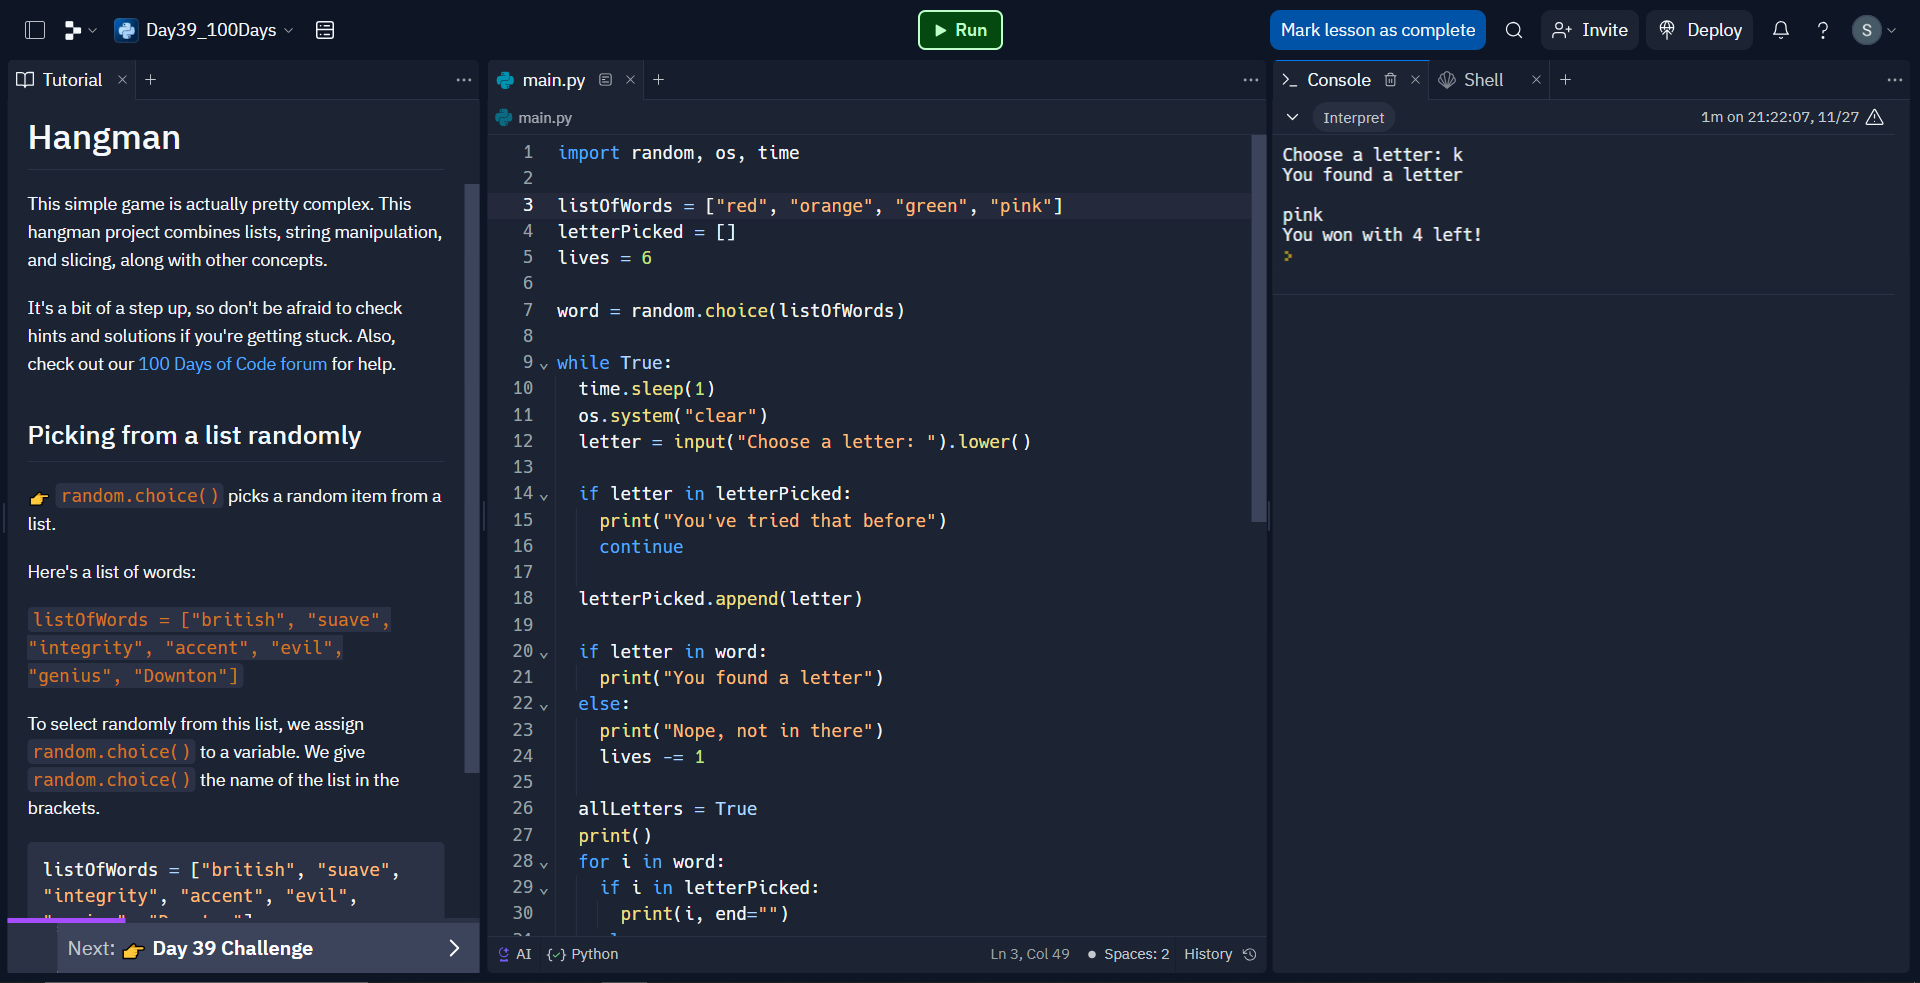 Day39_100Days
Run
Mark lesson as complete
Invite
Deploy
S
Tutorial
Hangman
This simple game is actually pretty complex. This
hangman project combines lists, string manipulation,
and slicing, along with other concepts.
It's a bit of a step up, so don't be afraid to check
hints and solutions if you're getting stuck. Also,
check out our 100 Days of Code forum for help.
Picking from a list randomly
👉 random.choice() picks a random item from a
list.
Here's a list of words:
listOfWords = ["british", "suave",
"integrity", "accent", "evil",
"genius", "Downton"]
To select randomly from this list, we assign
random.choice() to a variable. We give
random.choice() the name of the list in the
brackets.
listOfWords = ["british", "suave",
"integrity", "accent", "evil",
Next: 👉 Day 39 Challenge
main.py
main.py
1 import random, os, time
2
3 listOfWords = ["red", "orange", "green", "pink"]
4 letterPicked = []
5 lives = 6
6
7 word = random.choice(listOfWords)
8
9 while True:
10 time.sleep(1)
11 os.system("clear")
12 letter = input("Choose a letter: ").lower()
13
14 if letter in letterPicked:
15 print("You've tried that before")
16 continue
17
18 letterPicked.append(letter)
19
20 if letter in word:
21 print("You found a letter")
22 else:
23 print("Nope, not in there")
24 lives -= 1
25
26 allLetters = True
27 print()
28 for i in word:
29 if i in letterPicked:
30 print(i, end="")
AI
Python
Ln 3, Col 49
Spaces: 2
History
Console
Shell
Interpret
1m on 21:22:07, 11/27
Choose a letter: k
You found a letter
pink
You won with 4 left!
>